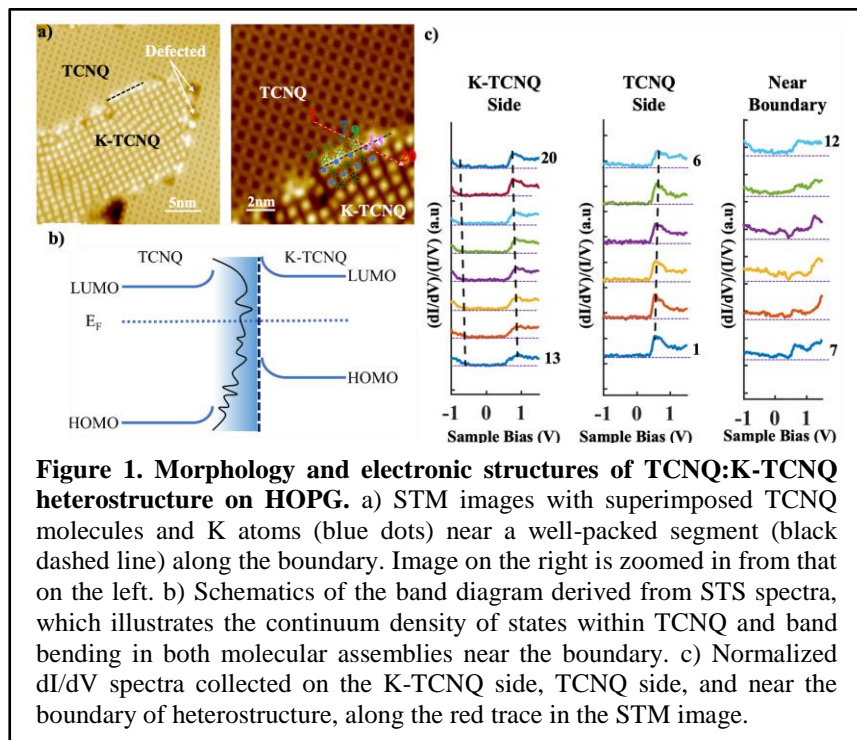 a)
Defected
TCNQ
K-TCNQ
5nm
TCNQ
1
7
9
13
20
2nm
K-TCNQ
b)
TCNQ
K-TCNQ
LUMO
LUMO
E_F
HOMO
HOMO
c)
K-TCNQ
Side
(dI/dV)/(I/V) (a.u)
20
13
-1 0 1
Sample Bias (V)
TCNQ
Side
(dI/dV)/(I/V) (a.u)
6
1
-1 0 1
Sample Bias (V)
Near
Boundary
(dI/dV)/(I/V) (a.u)
12
7
-1 0 1
Sample Bias (V)
Figure 1. Morphology and electronic structures of TCNQ:K-TCNQ
heterostructure on HOPG. a) STM images with superimposed TCNQ
molecules and K atoms (blue dots) near a well-packed segment (black
dashed line) along the boundary. Image on the right is zoomed in from that
on the left. b) Schematics of the band diagram derived from STS spectra,
which illustrates the continuum density of states within TCNQ and band
bending in both molecular assemblies near the boundary. c) Normalized
dI/dV spectra collected on the K-TCNQ side, TCNQ side, and near the
boundary of heterostructure, along the red trace in the STM image.